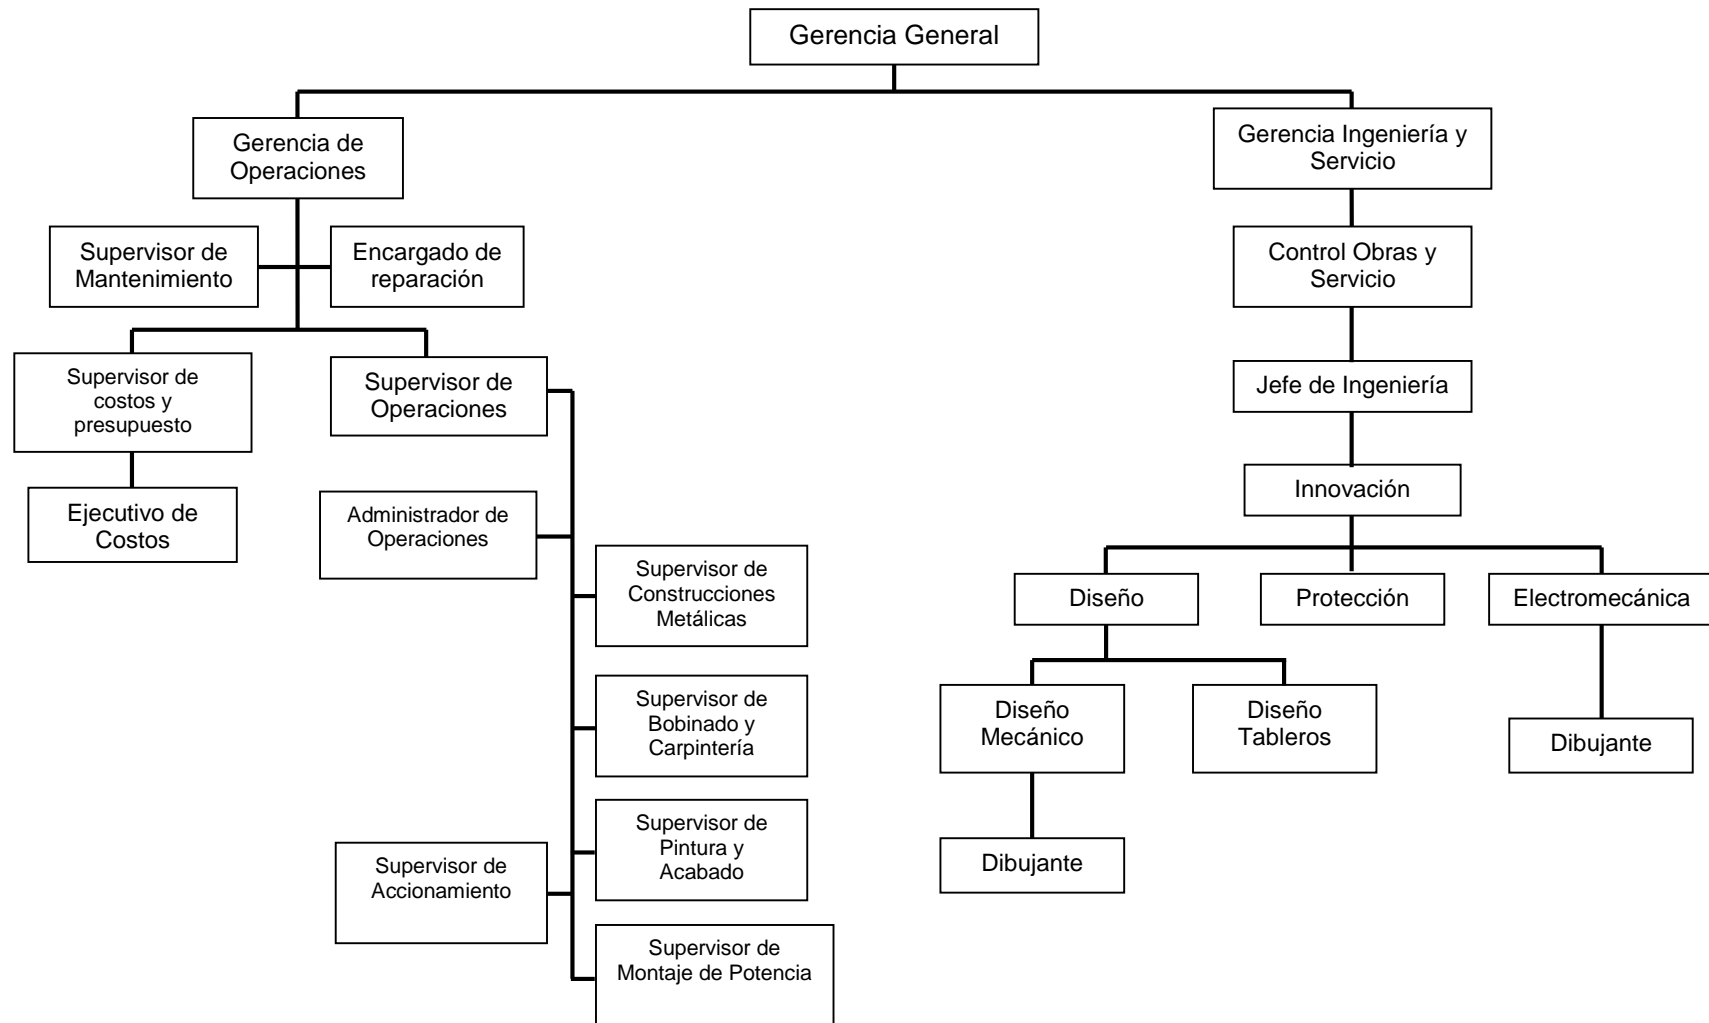 Gerencia General
Gerencia de
Operaciones
Gerencia Ingeniería y
Servicio
Supervisor de
Mantenimiento
Encargado de
reparación
Control Obras y
Servicio
Supervisor de
costos y
presupuesto
Supervisor de
Operaciones
Jefe de Ingeniería
Ejecutivo de
Costos
Administrador de
Operaciones
Innovación
Supervisor de
Construcciones
Metálicas
Diseño
Protección
Electromecánica
Supervisor de
Bobinado y
Carpintería
Diseño
Mecánico
Diseño
Tableros
Dibujante
Supervisor de
Pintura y
Acabado
Supervisor de
Accionamiento
Dibujante
Supervisor de
Montaje de Potencia